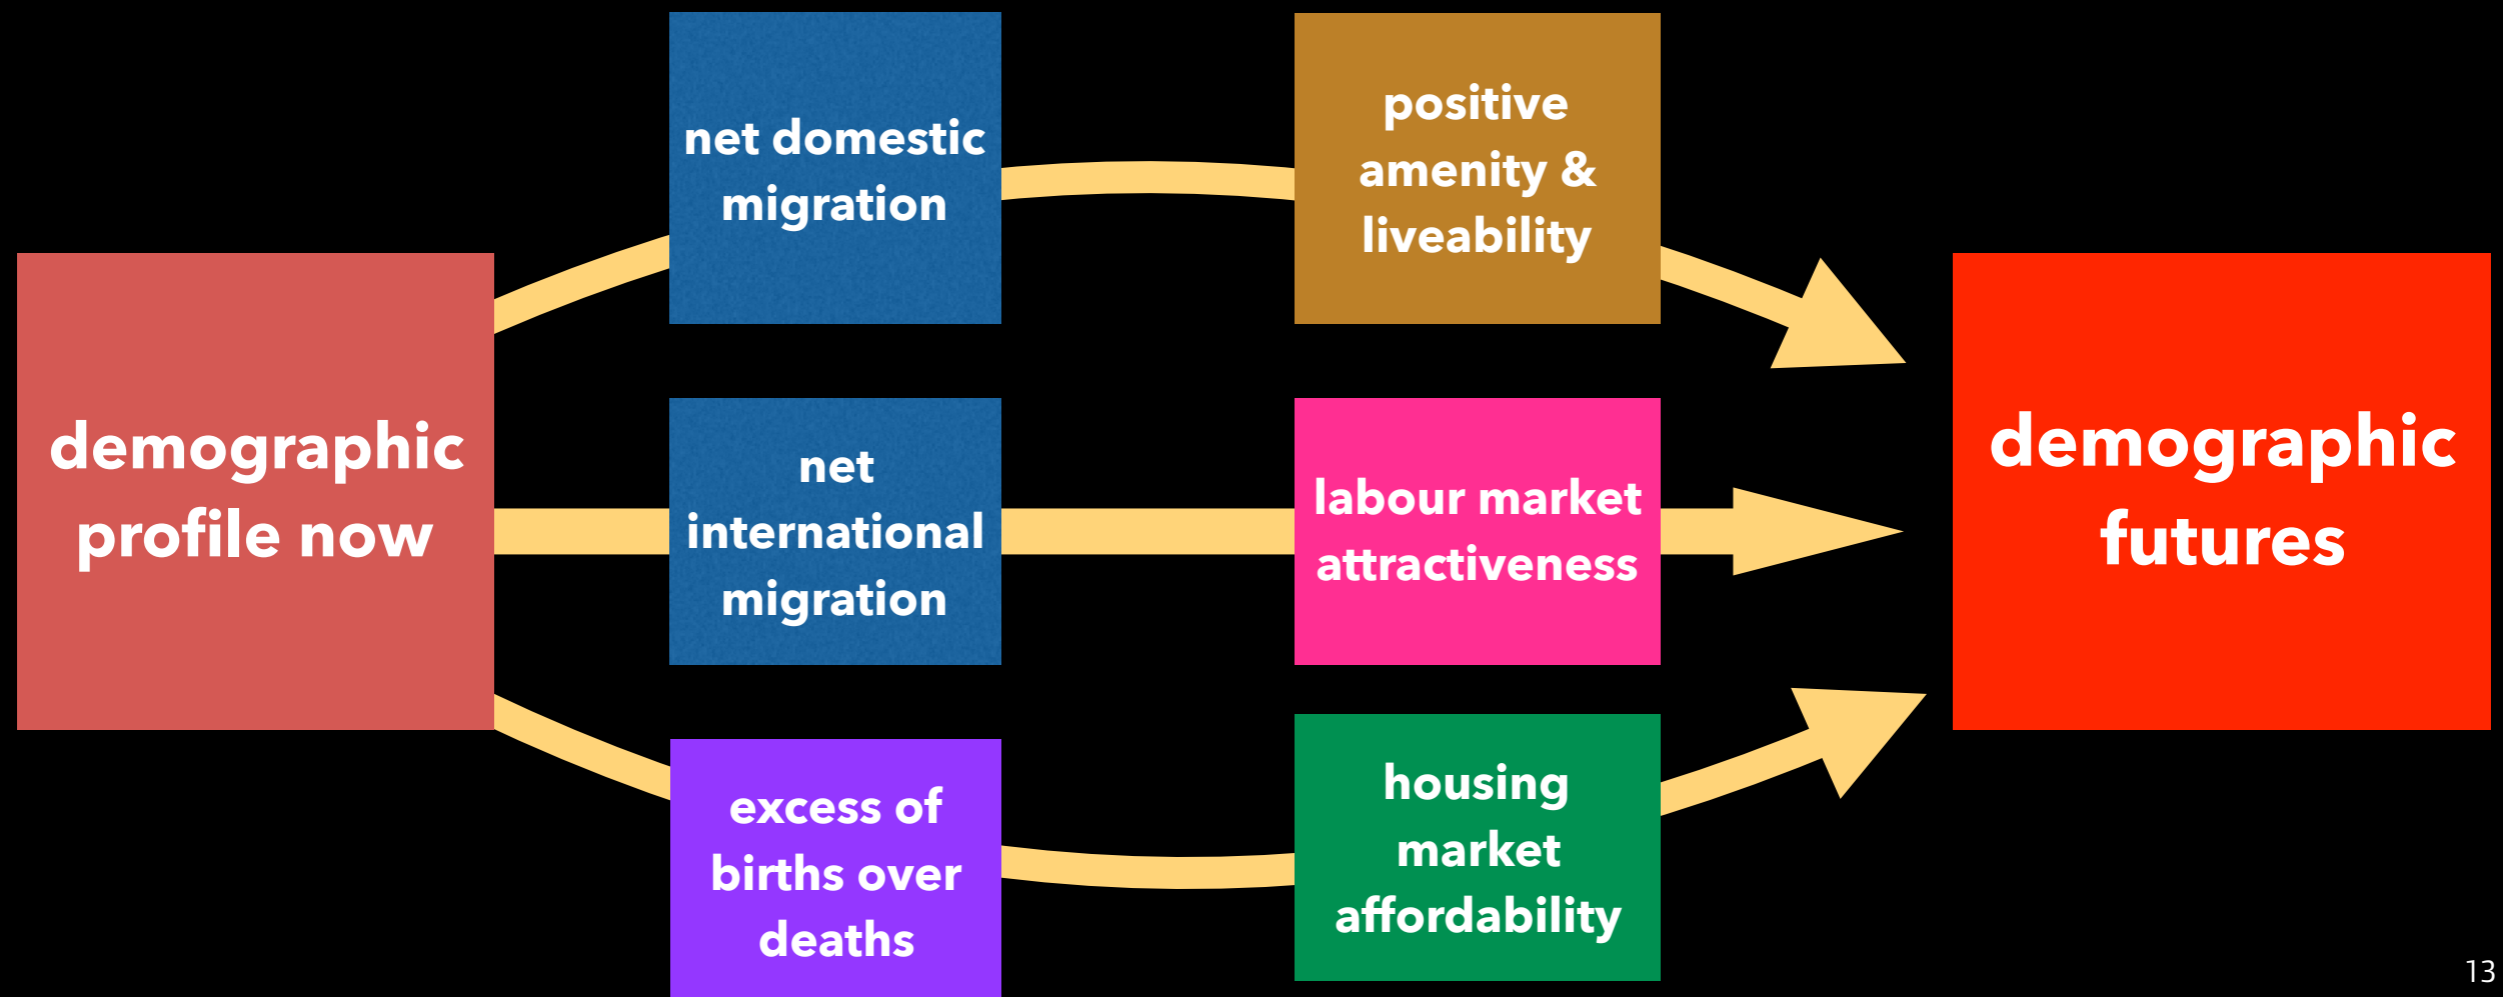 demographic
profile now
net domestic
migration
net
international
migration
excess of
births over
deaths
positive
amenity &
liveability
labour market
attractiveness
housing
market
affordability
demographic
futures
13